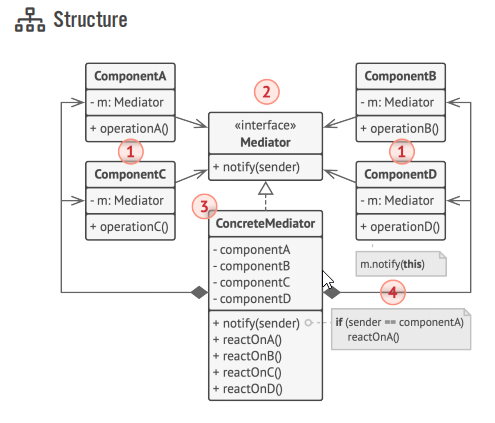 Structure
ComponentA
- m: Mediator
+ operationA()
1
ComponentC
- m: Mediator
+ operationC()
2
«interface»
Mediator
+ notify(sender)
ComponentB
- m: Mediator
+ operationB()
1
ComponentD
- m: Mediator
+ operationD()
m.notify(this)
3
ConcreteMediator
- componentA
- componentB
- componentC
- componentD
+ notify(sender)
+ reactOnA()
+ reactOnB()
+ reactOnC()
+ reactOnD()
4
if (sender == componentA)
reactOnA()